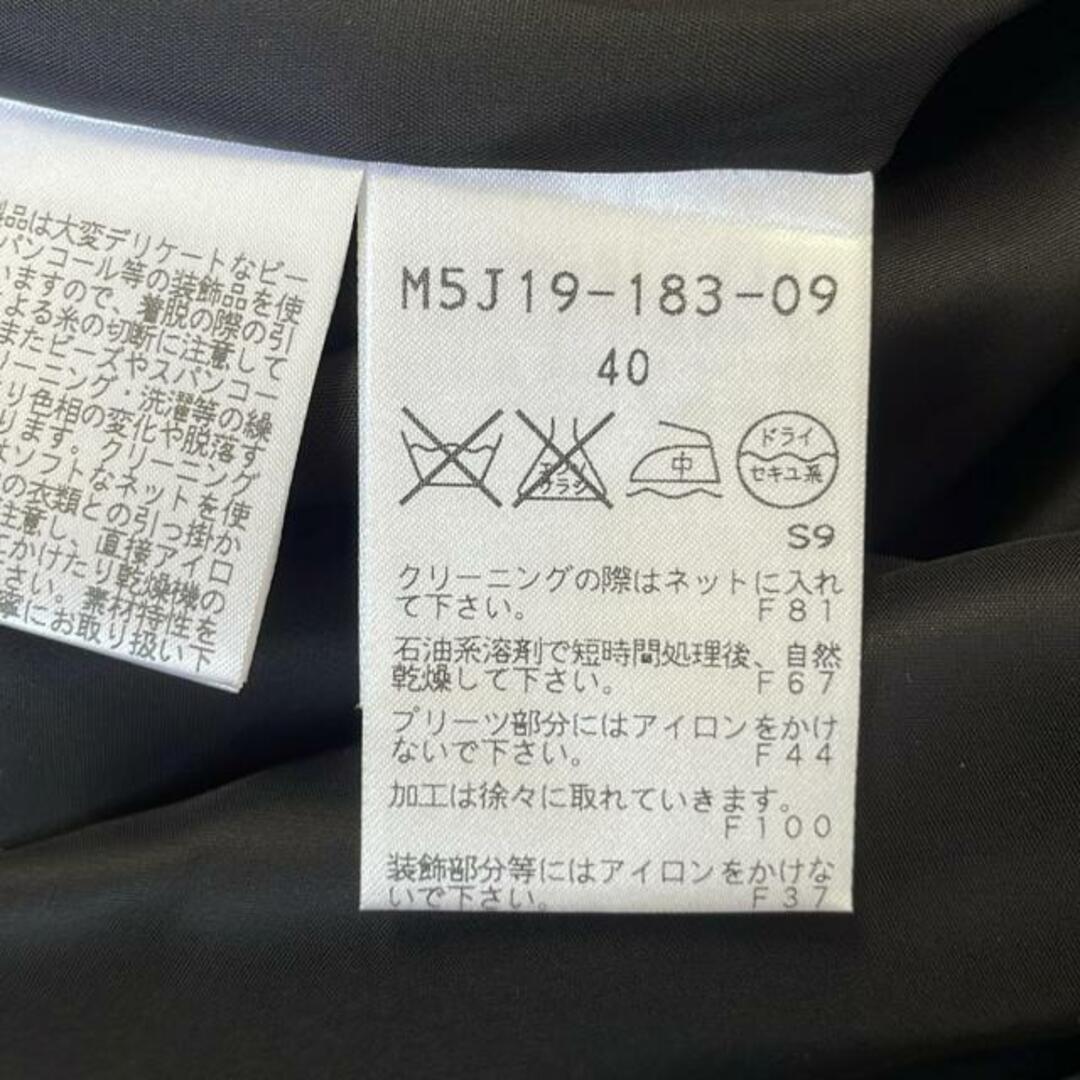 製品は大変デリケートなビー
パンコール等の装飾品を使
いますので、着脱の際の引
よる糸の切断に注意して
またビーズやスパンコー
リーニング・洗濯等の繰
り色相の変化や脱落す
ります。クリーニング
はソフトなネットを使
の衣類との引っ掛か
注意し、直接アイロ
にかけたり乾燥機の
さい。素材特性を
寧にお取り扱い下
M5J19-183-09
40
エンソ
サラシ
中
ドライ
セキユ系
S9
クリーニングの際はネットに入れ
て下さい。 F81
石油系溶剤で短時間処理後、自然
乾燥して下さい。 F67
プリーツ部分にはアイロンをかけ
ないで下さい。 F44
加工は徐々に取れていきます。
F100
装飾部分等にはアイロンをかけな
いで下さい。 F37